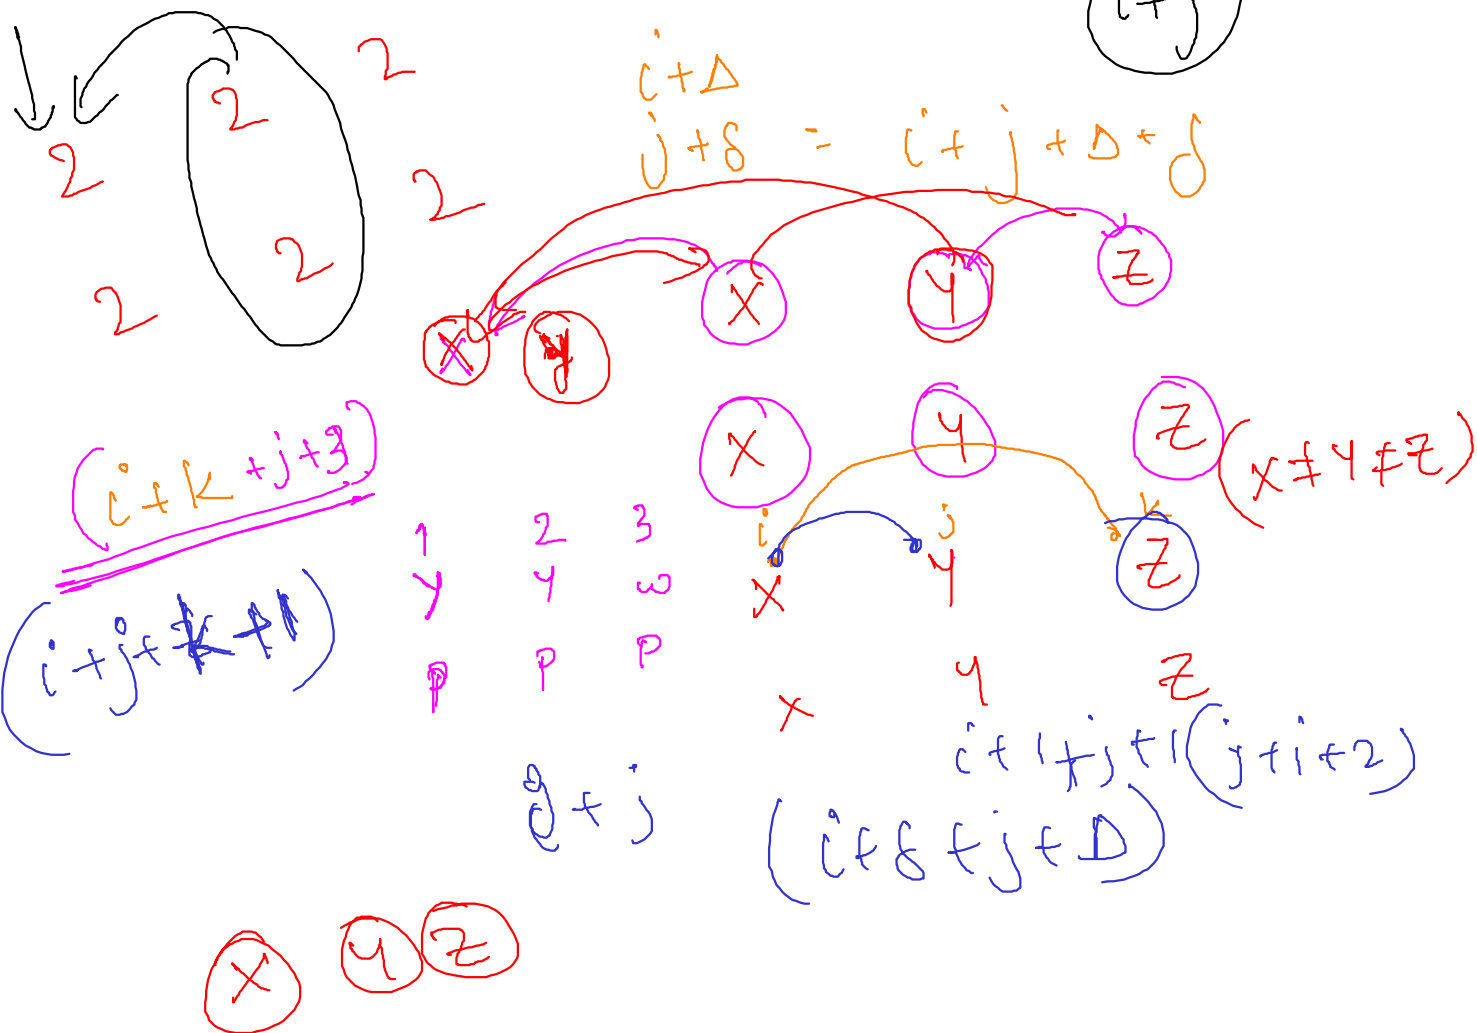 i+j
2
i+Δ
2
j+δ = i+j+Δ+δ
2
2
2
2
X Y Z
X y
X Y Z
(x≠y≠z)
(i+k+j+3)
i j k
1 2 3
X Y Z
y y w
(i+j+k+1)
p p p
x y z
i+1+j+1(j+i+2)
i+j
(i+δ+j+Δ)
X Y Z